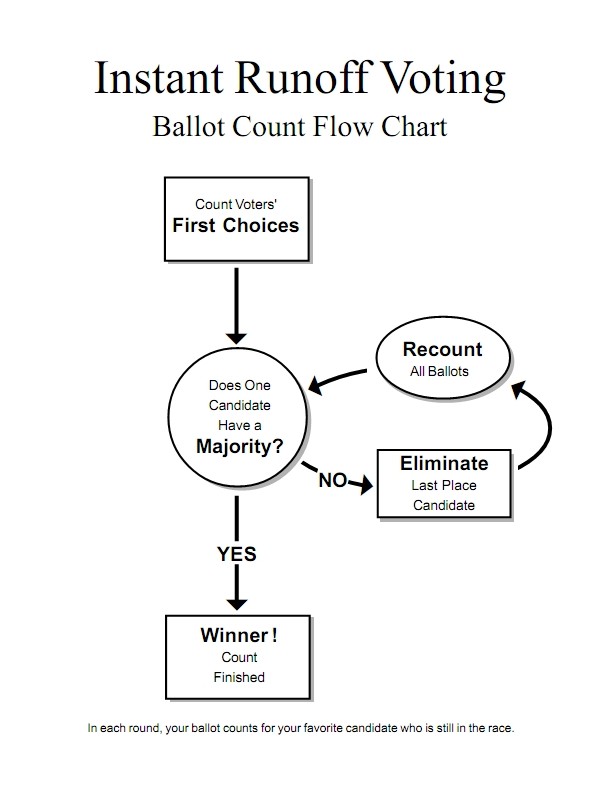 Instant Runoff Voting
Ballot Count Flow Chart
Count Voters'
First Choices
Does One
Candidate
Have a
Majority?
Recount
All Ballots
NO
Eliminate
Last Place
Candidate
YES
Winner!
Count
Finished
In each round, your ballot counts for your favorite candidate who is still in the race.